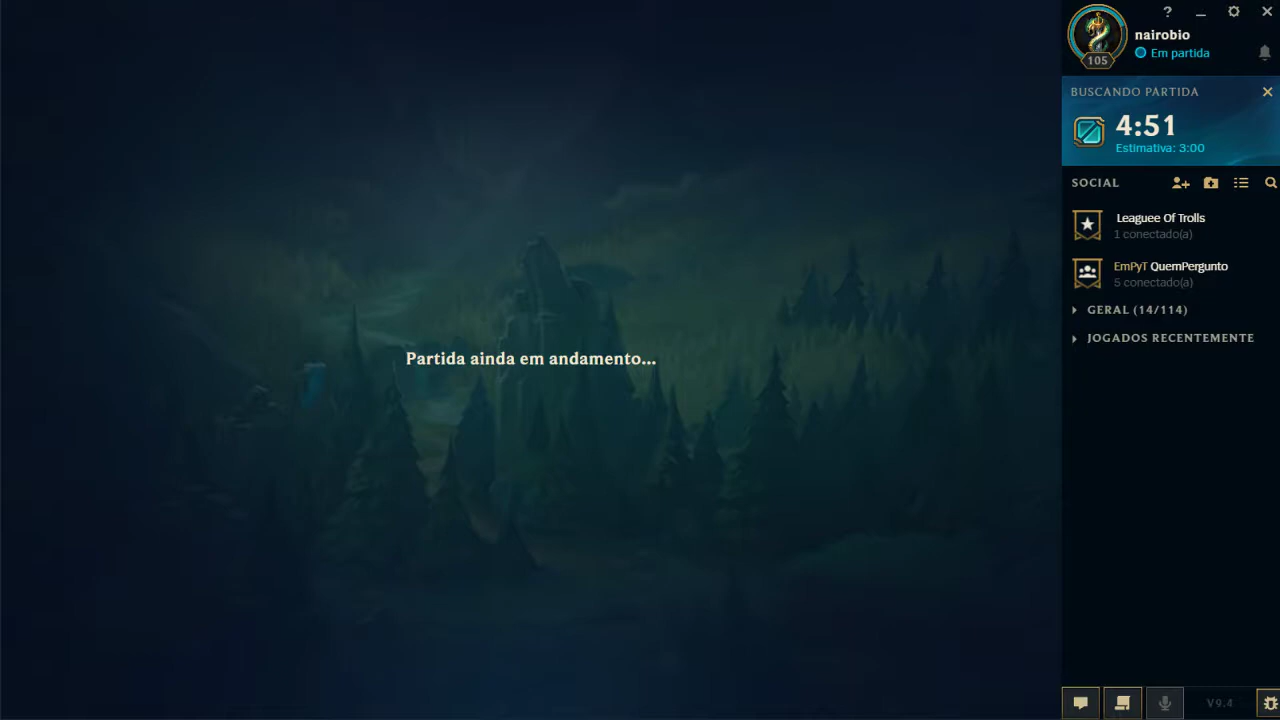 ?
nairobio
Em partida
105
BUSCANDO PARTIDA
4:51
Estimativa: 3:00
SOCIAL
Leaguee Of Trolls
1 conectado(a)
EmPyT QuemPergunto
5 conectado(a)
GERAL (14/114)
JOGADOS RECENTEMENTE
Partida ainda em andamento...
V9.4